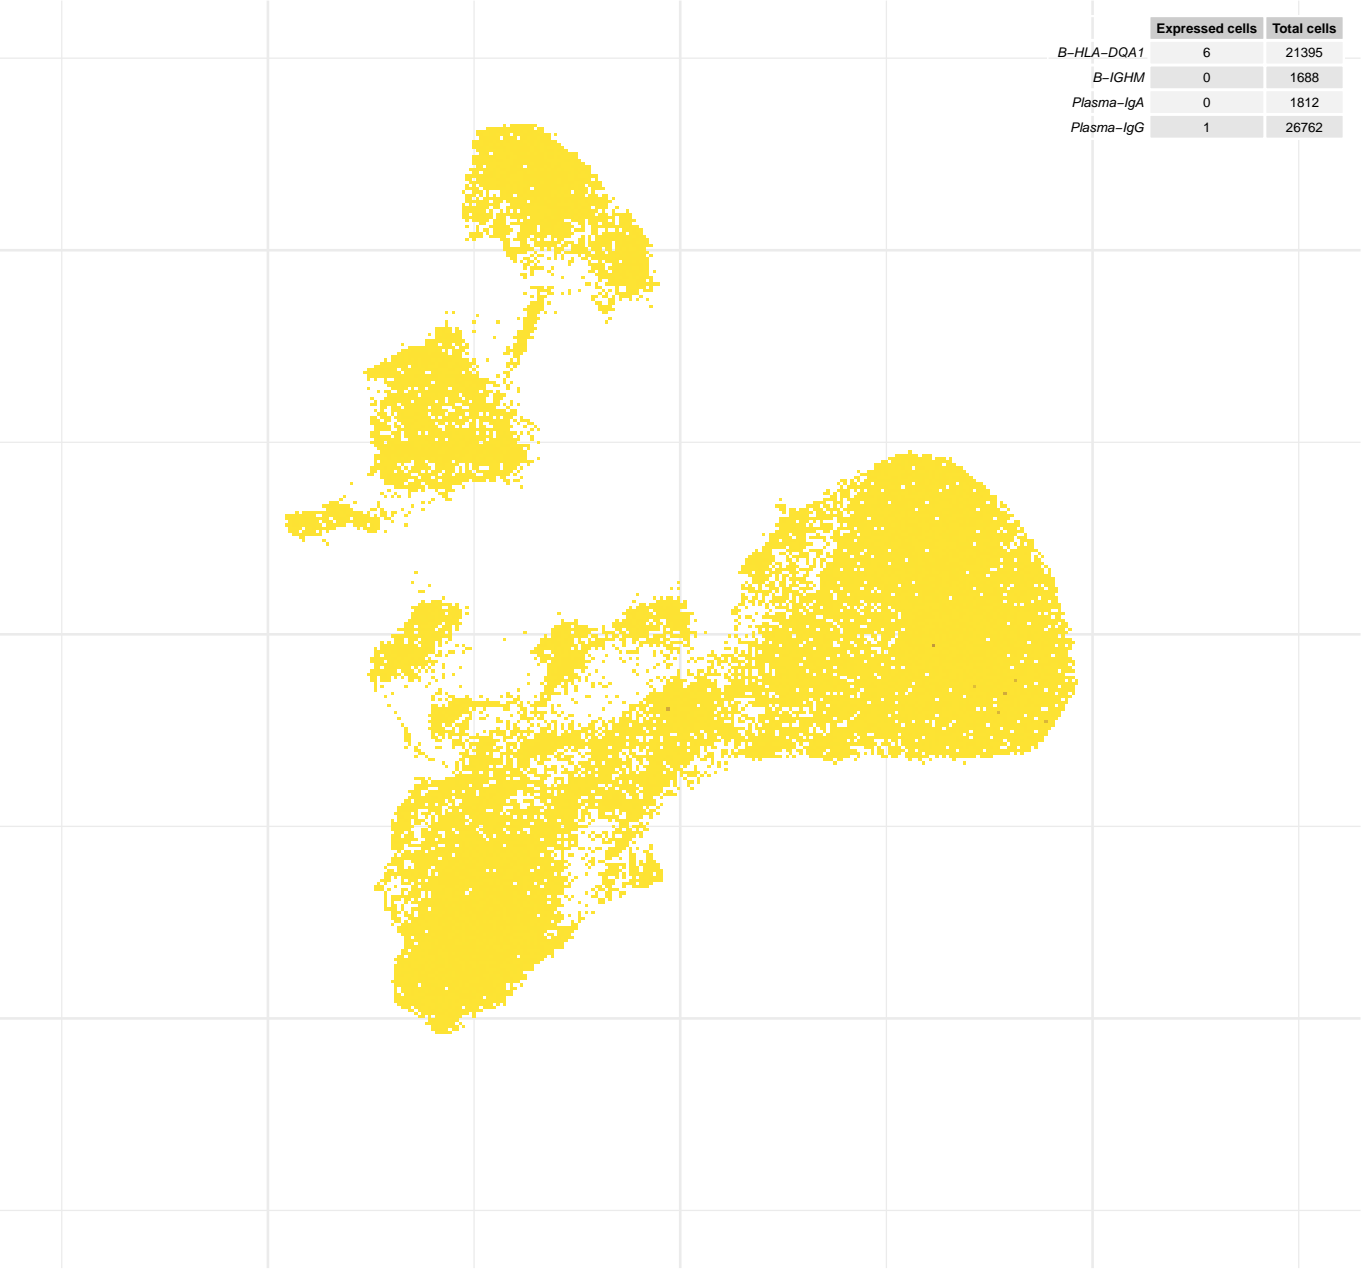 Expressed cells Total cells
B−HLA−DQA1 6 21395
B−IGHM 0 1688
Plasma−IgA 0 1812
Plasma−IgG 1 26762